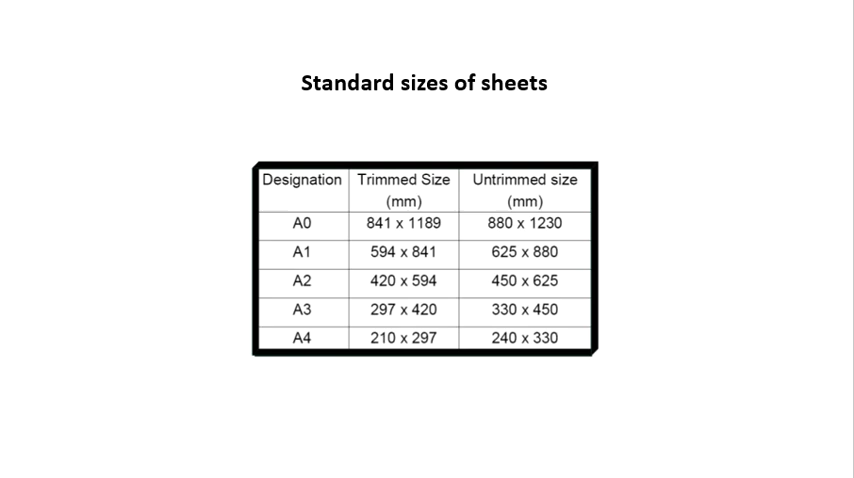 Standard sizes of sheets
Designation Trimmed Size Untrimmed size
(mm) (mm)
A0 841 x 1189 880 x 1230
A1 594 x 841 625 x 880
A2 420 x 594 450 x 625
A3 297 x 420 330 x 450
A4 210 x 297 240 x 330